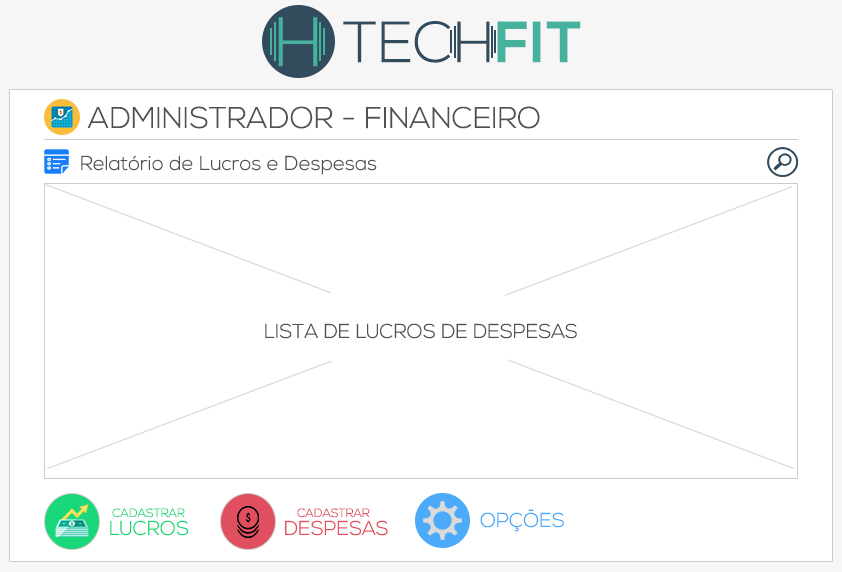 TECHFIT
ADMINISTRADOR - FINANCEIRO
Relatório de Lucros e Despesas
LISTA DE LUCROS DE DESPESAS
CADASTRAR
LUCROS
CADASTRAR
DESPESAS
OPÇÕES